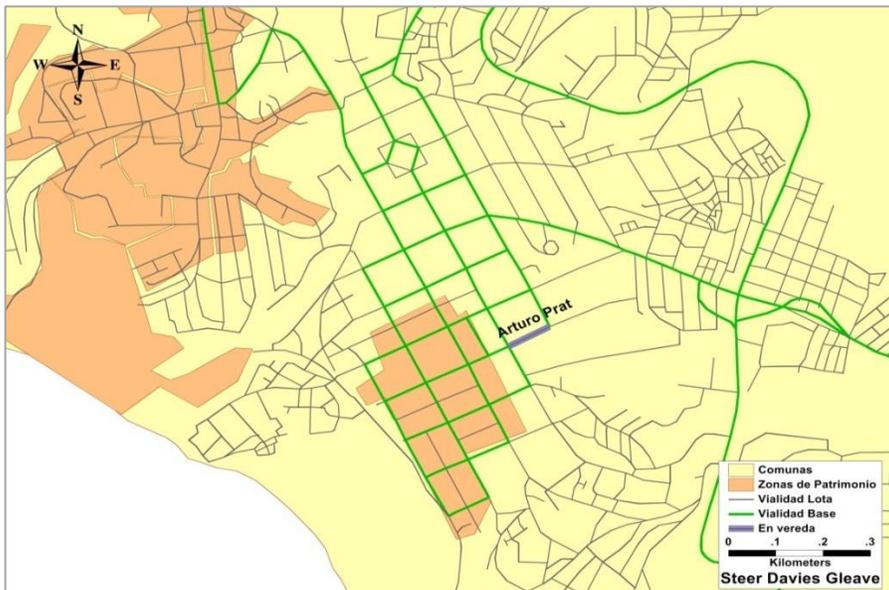 N
W E
S
Arturo Prat
Comunas
Zonas de Patrimonio
Vialidad Lota
Vialidad Base
En vereda
0 .1 .2 .3
Kilometers
Steer Davies Gleave